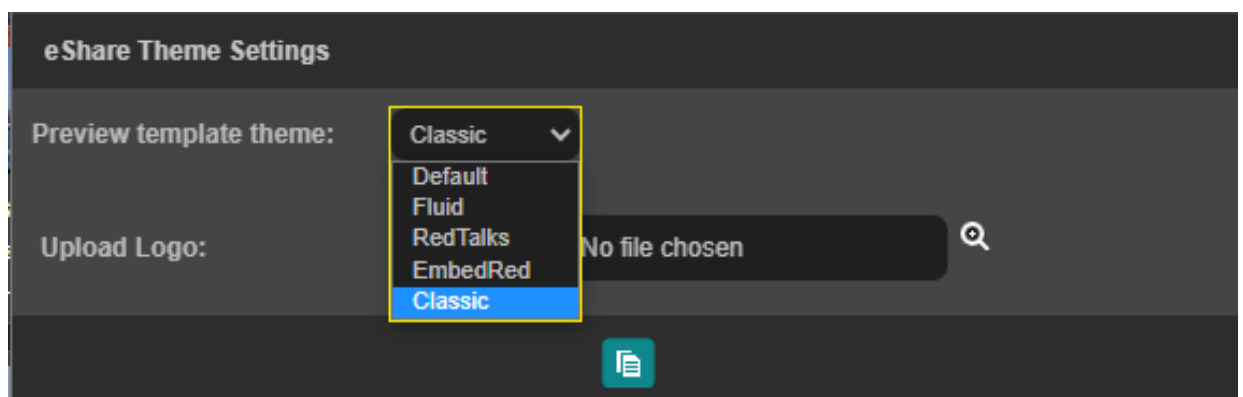 eShare Theme Settings
Preview template theme:
Classic
Default
Fluid
RedTalks
EmbedRed
Classic
Upload Logo:
No file chosen